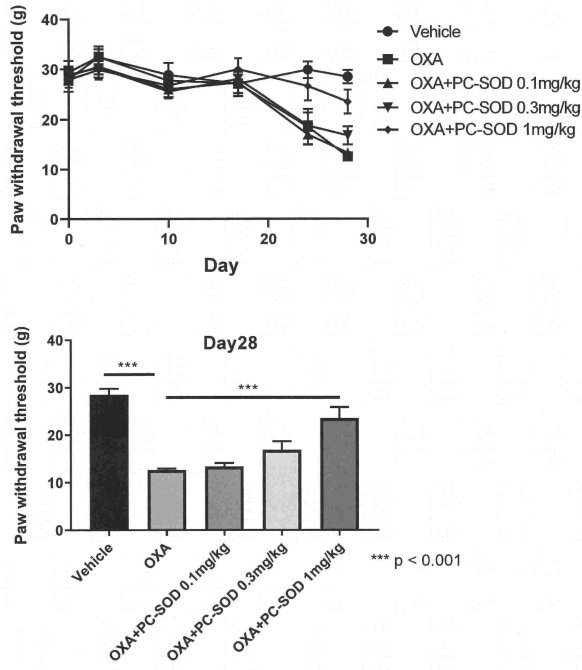 Paw withdrawal threshold (g)
40
30
20
10
0
0
10
20
30
Day
Vehicle
OXA
OXA+PC-SOD 0.1mg/kg
OXA+PC-SOD 0.3mg/kg
OXA+PC-SOD 1mg/kg
Day28
Paw withdrawal threshold (g)
40
30
20
10
0
***
***
Vehicle
OXA
OXA+PC-SOD 0.1mg/kg
OXA+PC-SOD 0.3mg/kg
OXA+PC-SOD 1mg/kg
*** p < 0.001